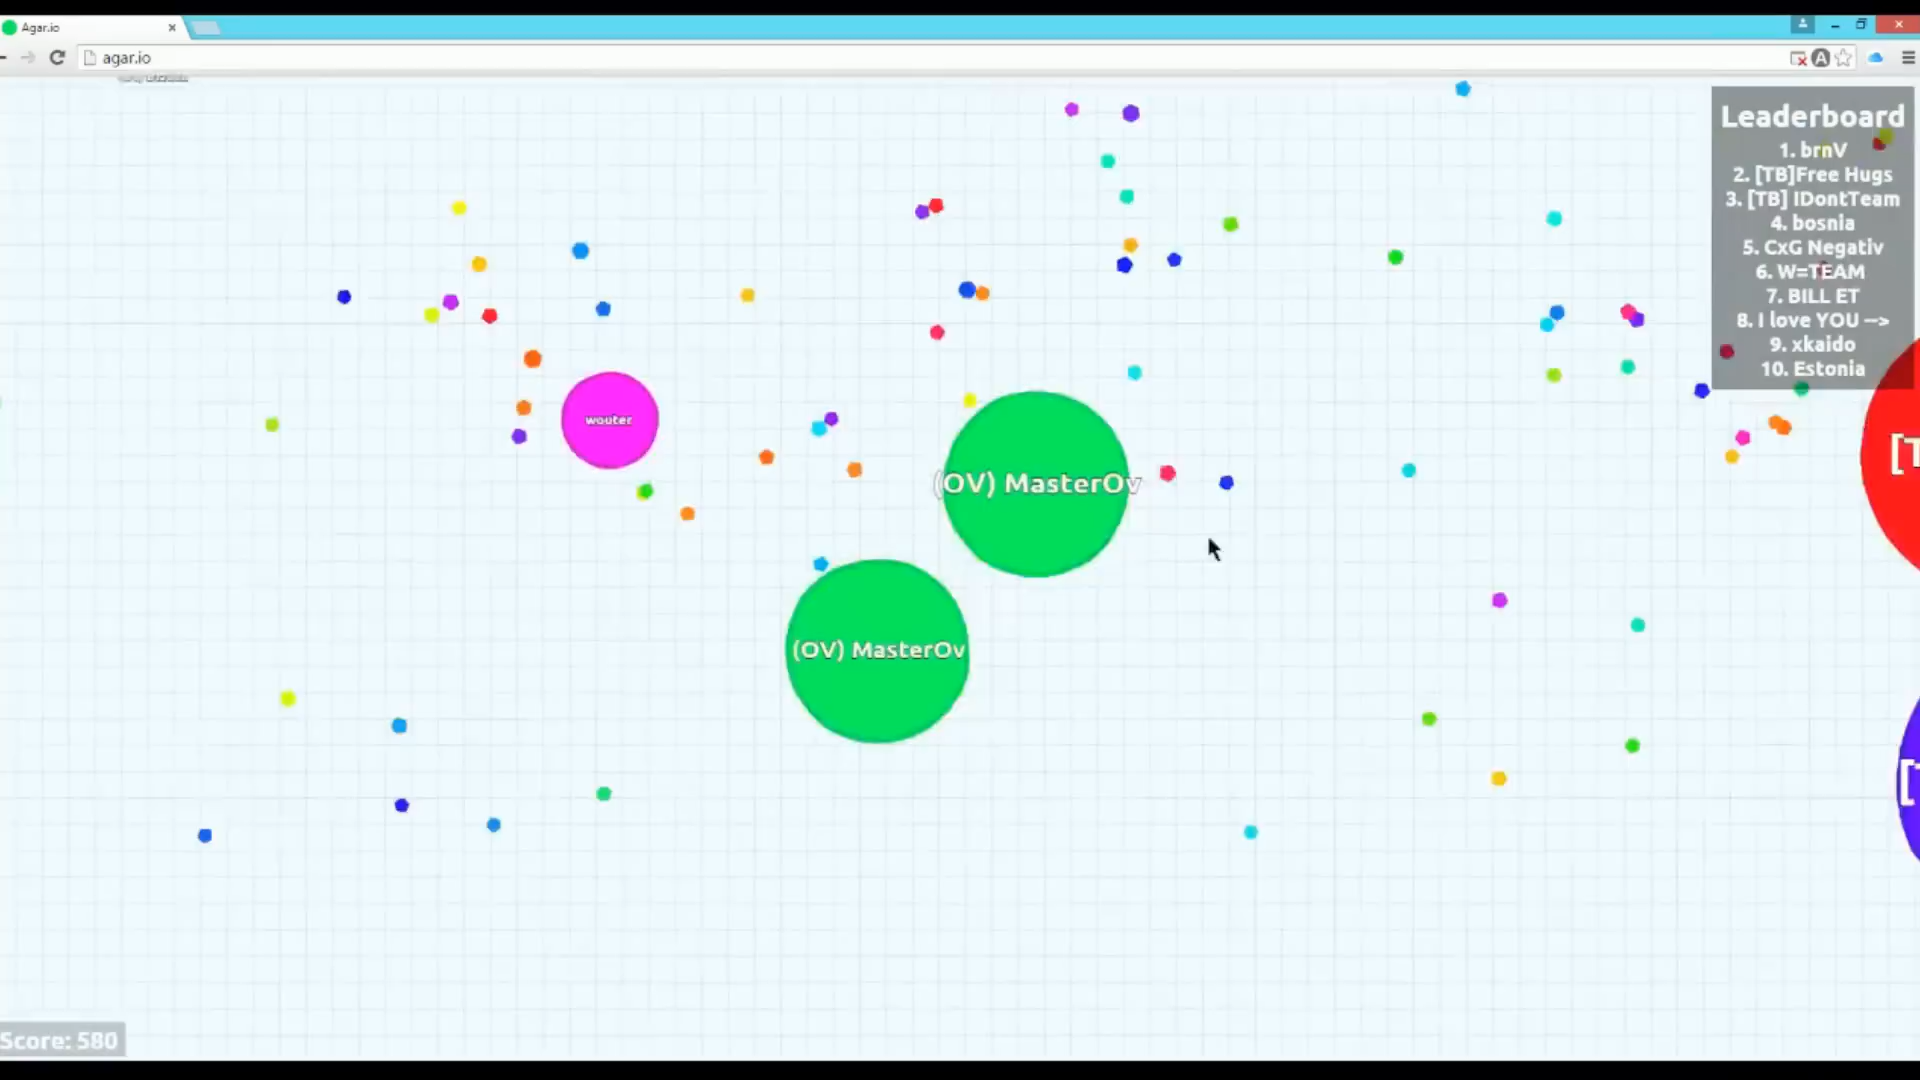 Agar.io
agar.io
Leaderboard
1. brnV
2. [TB]Free Hugs
3. [TB] IDontTeam
4. bosnia
5. CxG Negativ
6. W=TEAM
7. BILL ET
8. I love YOU -->
9. xkaido
10. Estonia
wouter
(OV) MasterOv
[T
(OV) MasterOv
[T
Score: 580